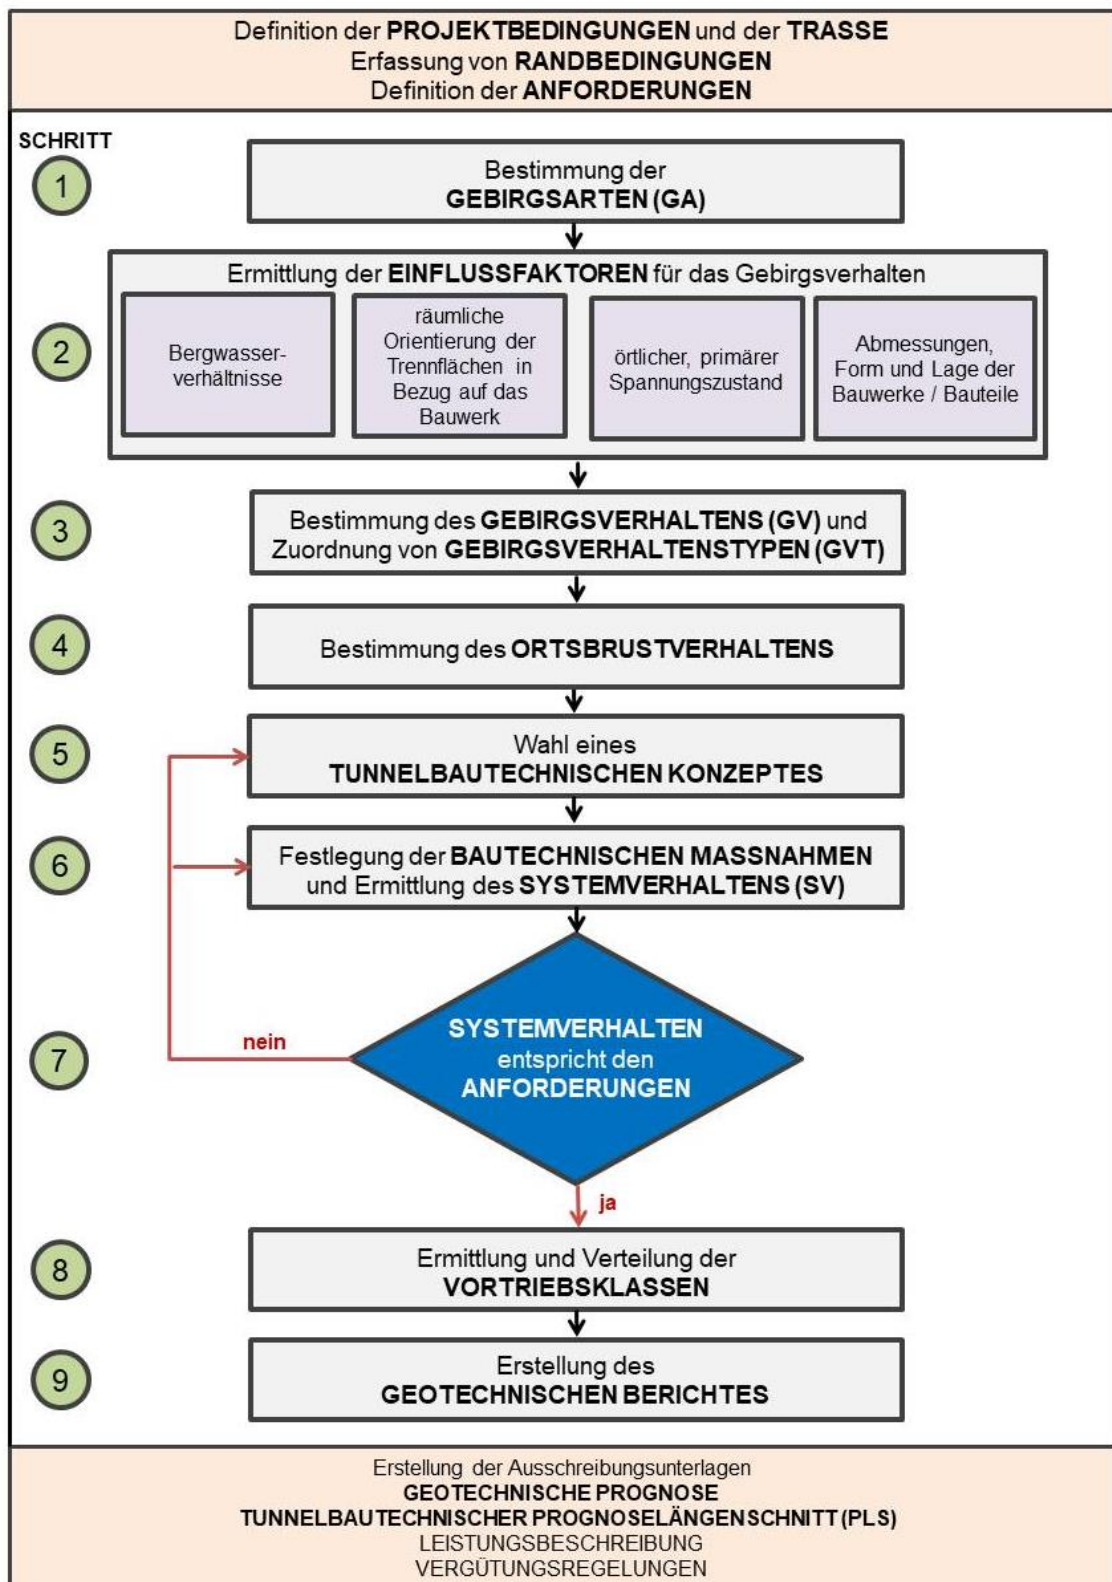 Definition der PROJEKTBEDINGUNGEN und der TRASSE
Erfassung von RANDBEDINGUNGEN
Definition der ANFORDERUNGEN
SCHRITT
1
Bestimmung der
GEBIRGSARTEN (GA)
2
Ermittlung der EINFLUSSFAKTOREN für das Gebirgsverhalten
Bergwasser-
verhältnisse
räumliche
Orientierung der
Trennflächen in
Bezug auf das
Bauwerk
örtlicher, primärer
Spannungszustand
Abmessungen,
Form und Lage der
Bauwerke / Bauteile
3
Bestimmung des GEBIRGSVERHALTENS (GV) und
Zuordnung von GEBIRGSVERHALTENSTYPEN (GVT)
4
Bestimmung des ORTSBRUSTVERHALTENS
5
Wahl eines
TUNNELBAUTECHNISCHEN KONZEPTES
6
Festlegung der BAUTECHNISCHEN MASSNAHMEN
und Ermittlung des SYSTEMVERHALTENS (SV)
7
nein
SYSTEMVERHALTEN
entspricht den
ANFORDERUNGEN
ja
8
Ermittlung und Verteilung der
VORTRIEBSKLASSEN
9
Erstellung des
GEOTECHNISCHEN BERICHTES
Erstellung der Ausschreibungsunterlagen
GEOTECHNISCHE PROGNOSE
TUNNELBAUTECHNISCHER PROGNOSELÄNGENSCHNITT (PLS)
LEISTUNGSBESCHREIBUNG
VERGÜTUNGSREGELUNGEN